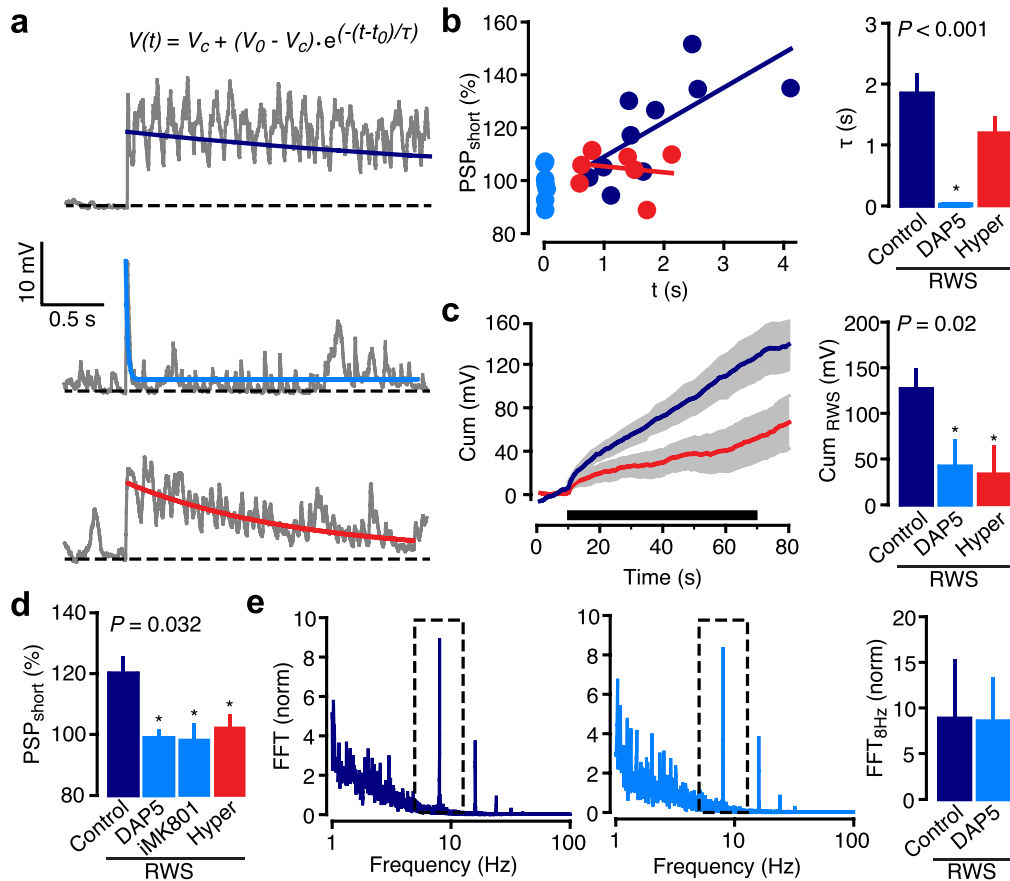 a
V(t) = Vc + (V0 - Vc)·e(-(t-t0)/τ)
10 mV
0.5 s
b
PSPshort (%)
160
140
120
100
80
0 1 2 3 4
t (s)
P < 0.001
τ (s)
3
2
1
0
Control DAP5 Hyper
RWS
c
Cum (mV)
160
120
80
40
0
0 20 40 60 80
Time (s)
P = 0.02
Cum RWS (mV)
200
150
100
50
0
* *
Control DAP5 Hyper
RWS
d
PSPshort (%)
140
120
100
80
P = 0.032
* * *
Control DAP5 iMK801 Hyper
RWS
e
FFT (norm)
10
8
6
4
2
0
1 10 100
Frequency (Hz)
10
8
6
4
2
0
1 10 100
Frequency (Hz)
FFT8Hz (norm)
20
15
10
5
0
Control DAP5
RWS